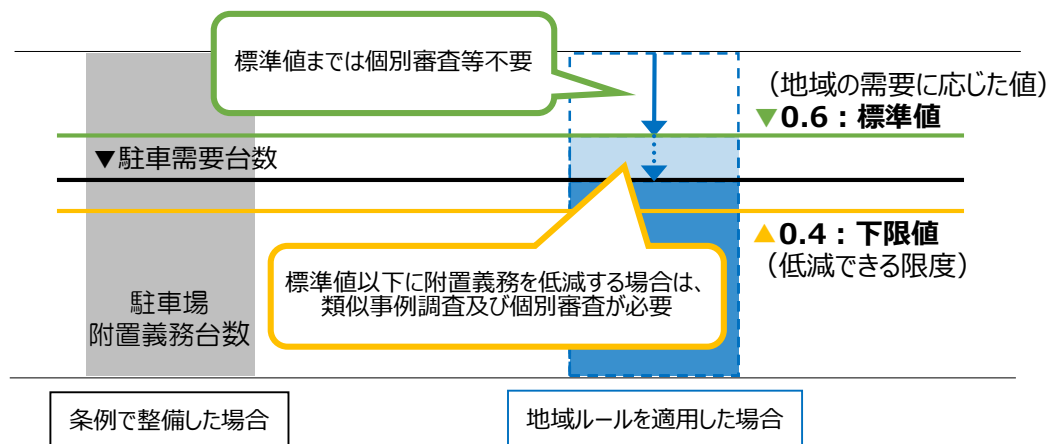 標準値までは個別審査等不要
(地域の需要に応じた値)
▼0.6：標準値
▼駐車需要台数
▲0.4：下限値
(低減できる限度)
標準値以下に附置義務を低減する場合は、
類似事例調査及び個別審査が必要
駐車場
附置義務台数
条例で整備した場合
地域ルールを適用した場合